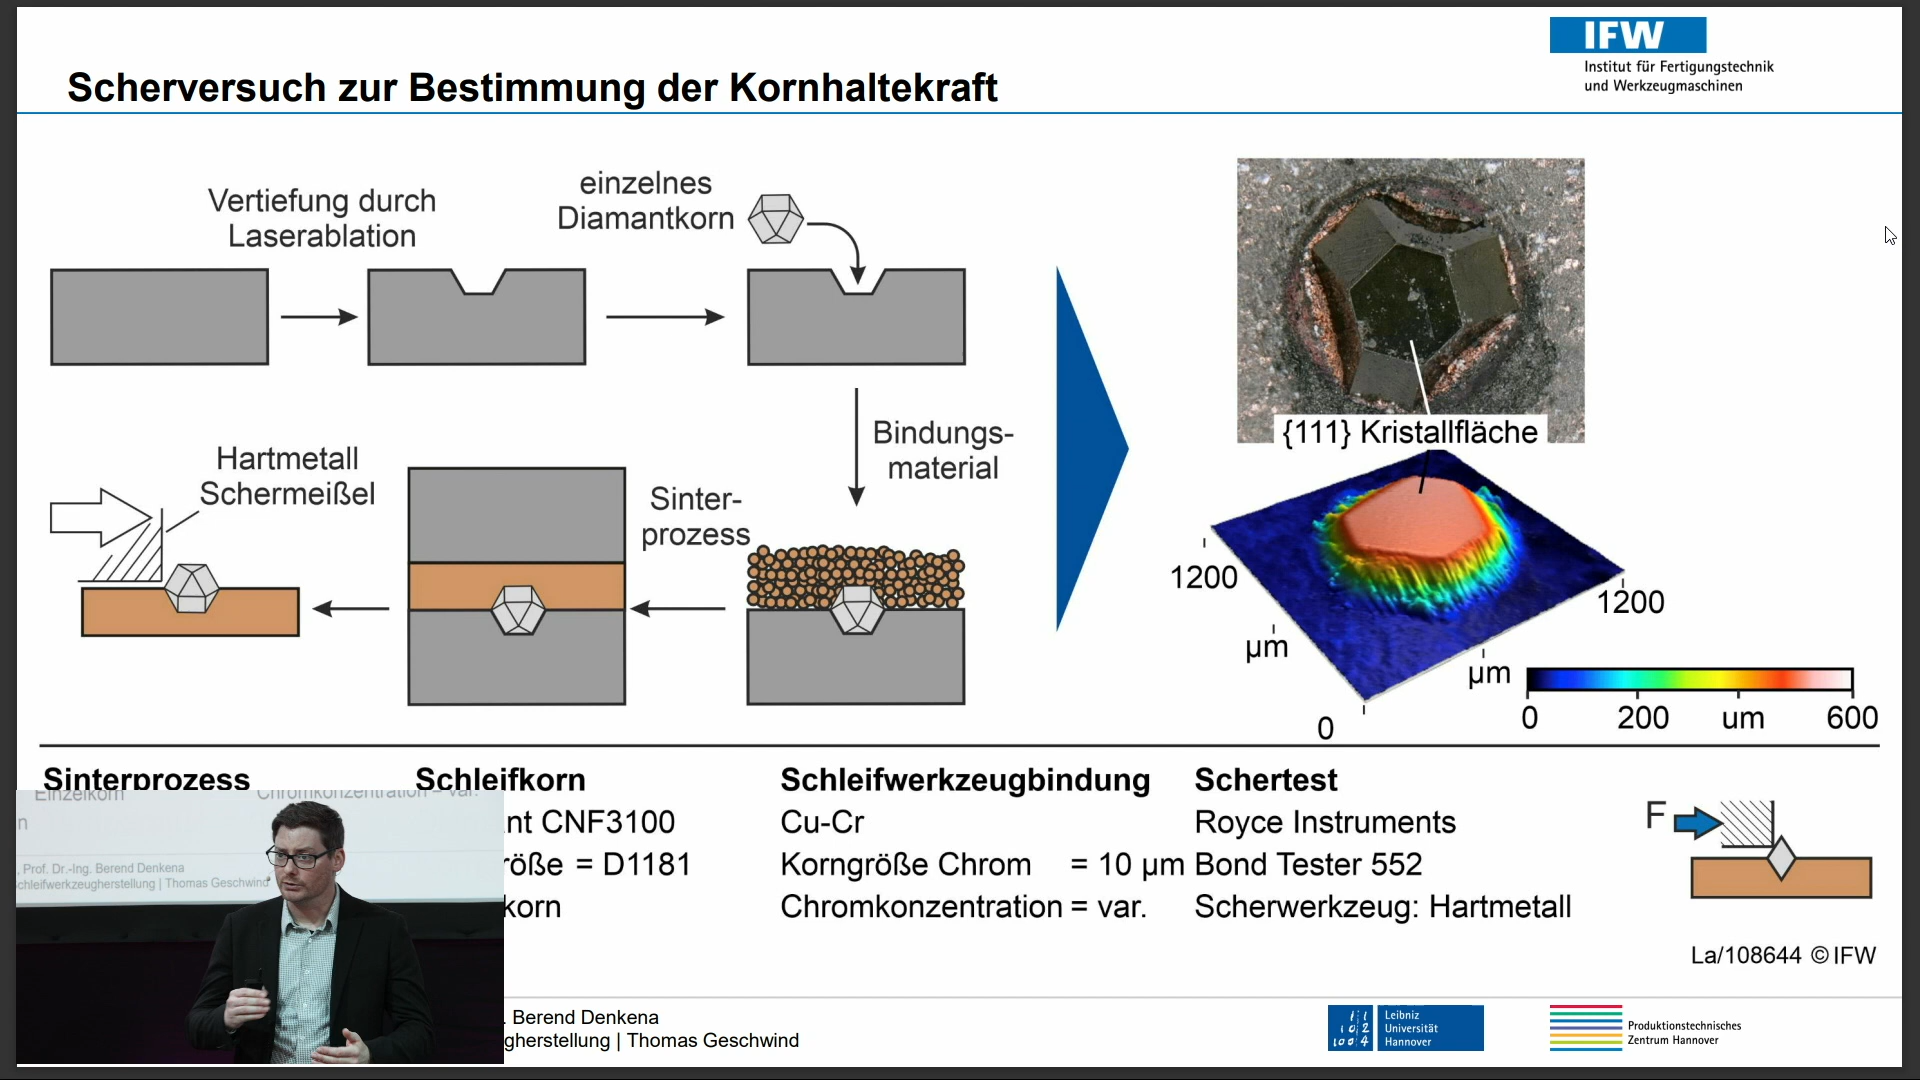 IFW
Institut für Fertigungstechnik
und Werkzeugmaschinen
Scherversuch zur Bestimmung der Kornhaltekraft
Vertiefung durch
Laserablation
einzelnes
Diamantkorn
Bindungs-
material
Sinter-
prozess
Hartmetall
Schermeißel
{111} Kristallfläche
1200
µm
0
µm
1200
0
200
um
600
Sinterprozess
Schleifkorn
nt CNF3100
röße = D1181
korn
Schleifwerkzeugbindung
Cu-Cr
Korngröße Chrom = 10 µm
Chromkonzentration = var.
Schertest
Royce Instruments
Bond Tester 552
Scherwerkzeug: Hartmetall
F
La/108644 © IFW
Einzelkorn
Chromkonzentration = var.
n
, Prof. Dr.-Ing. Berend Denkena
chleifwerkzeugherstellung | Thomas Geschwind
. Berend Denkena
gherstellung | Thomas Geschwind
Leibniz
Universität
Hannover
Produktionstechnisches
Zentrum Hannover